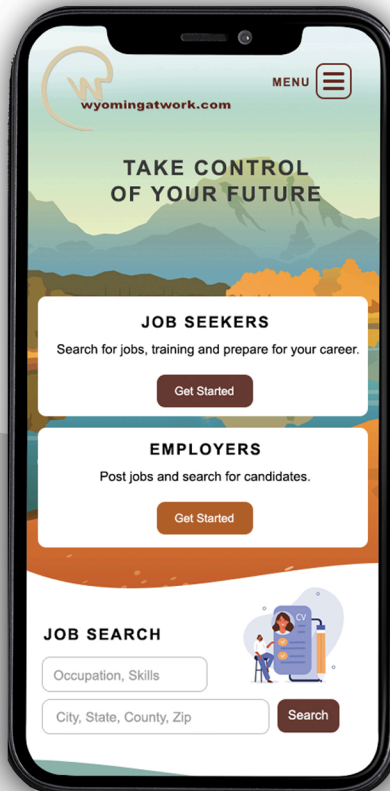 MENU
wyomingatwork.com
TAKE CONTROL
OF YOUR FUTURE
JOB SEEKERS
Search for jobs, training and prepare for your career.
Get Started
EMPLOYERS
Post jobs and search for candidates.
Get Started
CV
JOB SEARCH
Occupation, Skills
City, State, County, Zip
Search